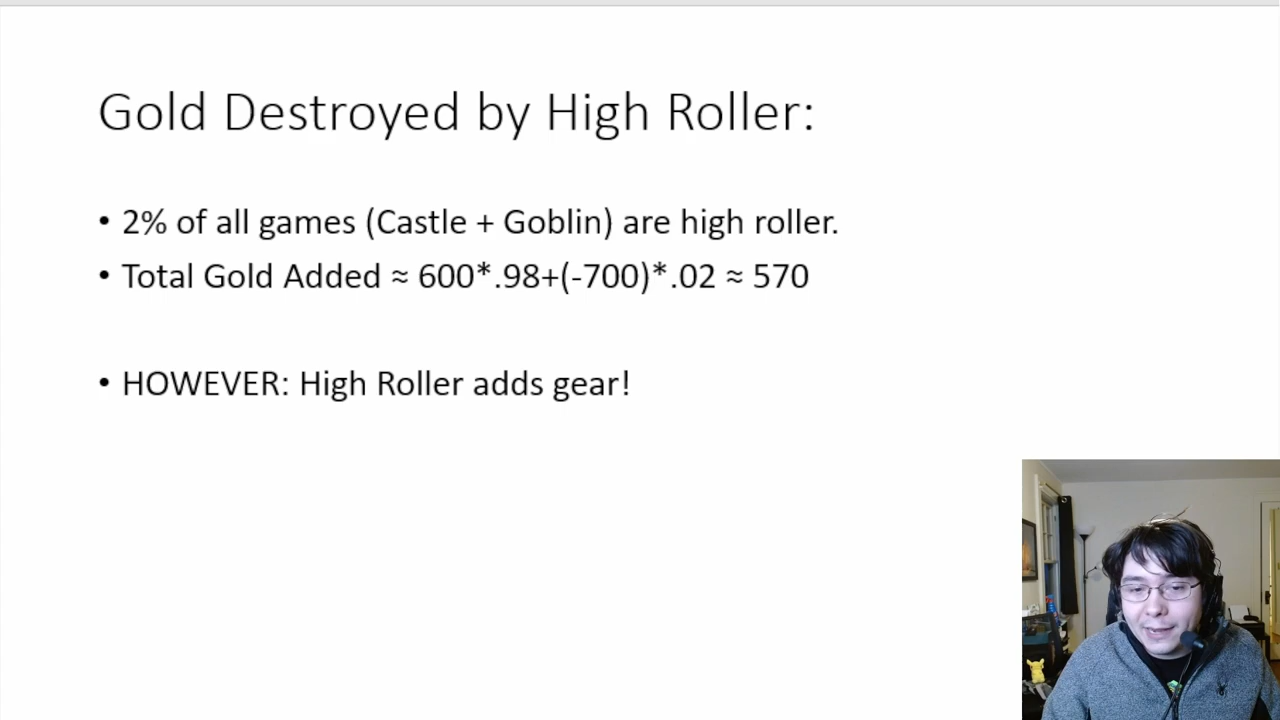 Gold Destroyed by High Roller:
• 2% of all games (Castle + Goblin) are high roller.
• Total Gold Added ≈ 600*.98+(-700)*.02 ≈ 570
• HOWEVER: High Roller adds gear!